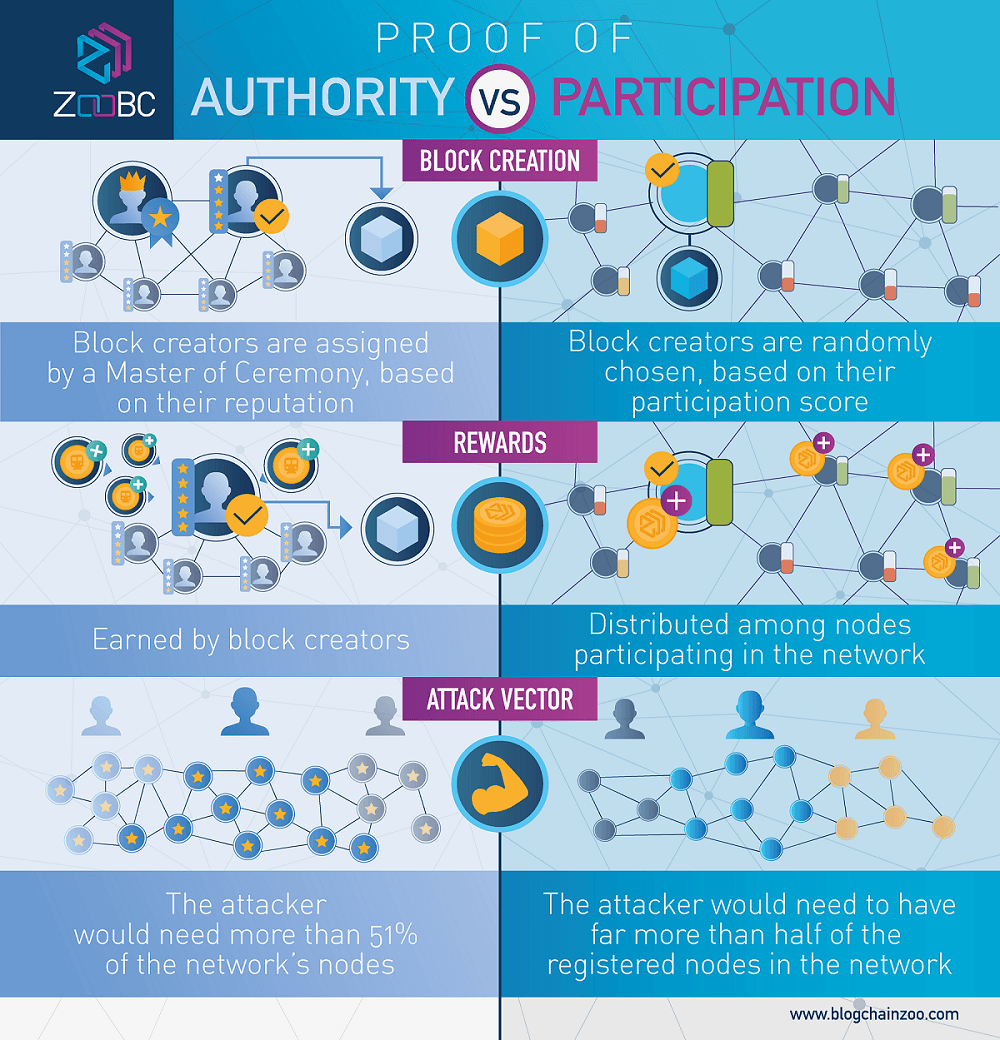 PROOF OF
ZOOBC
AUTHORITY VS PARTICIPATION
BLOCK CREATION
Block creators are assigned
by a Master of Ceremony, based
on their reputation
Block creators are randomly
chosen, based on their
participation score
REWARDS
Earned by block creators
Distributed among nodes
participating in the network
ATTACK VECTOR
The attacker
would need more than 51%
of the network's nodes
The attacker would need to have
far more than half of the
registered nodes in the network
www.blogchainzoo.com